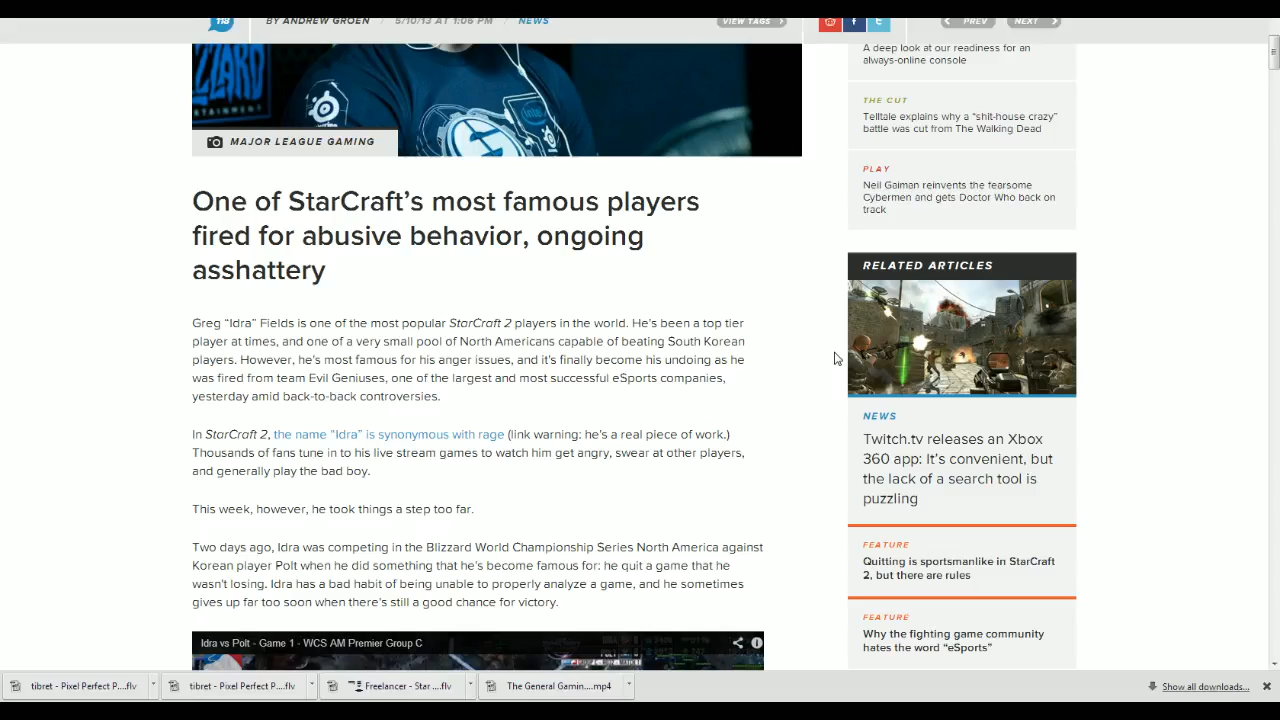 118
BY ANDREW GROEN
5/10/13 AT 1:06 PM ET
NEWS
VIEW TAGS
PREV
NEXT
BLIZZARD
ENTERTAINMENT
steelseries
intel
MAJOR LEAGUE GAMING
One of StarCraft's most famous players
fired for abusive behavior, ongoing
asshattery
Greg “Idra” Fields is one of the most popular StarCraft 2 players in the world. He's been a top tier
player at times, and one of a very small pool of North Americans capable of beating South Korean
players. However, he's most famous for his anger issues, and it's finally become his undoing as he
was fired from team Evil Geniuses, one of the largest and most successful eSports companies,
yesterday amid back-to-back controversies.
In StarCraft 2, the name “Idra” is synonymous with rage (link warning: he's a real piece of work.)
Thousands of fans tune in to his live stream games to watch him get angry, swear at other players,
and generally play the bad boy.
This week, however, he took things a step too far.
Two days ago, Idra was competing in the Blizzard World Championship Series North America against
Korean player Polt when he did something that he's become famous for: he quit a game that he
wasn't losing. Idra has a bad habit of being unable to properly analyze a game, and he sometimes
gives up far too soon when there's still a good chance for victory.
Idra vs Polt - Game 1 - WCS AM Premier Group C
A deep look at our readiness for an
always-online console
THE CUT
Telltale explains why a “shit-house crazy”
battle was cut from The Walking Dead
PLAY
Neil Gaiman reinvents the fearsome
Cybermen and gets Doctor Who back on
track
RELATED ARTICLES
NEWS
Twitch.tv releases an Xbox
360 app: It's convenient, but
the lack of a search tool is
puzzling
FEATURE
Quitting is sportsmanlike in StarCraft
2, but there are rules
FEATURE
Why the fighting game community
hates the word “eSports”
tibret - Pixel Perfect P....flv
tibret - Pixel Perfect P....flv
Freelancer - Star ....flv
The General Gamin....mp4
Show all downloads...